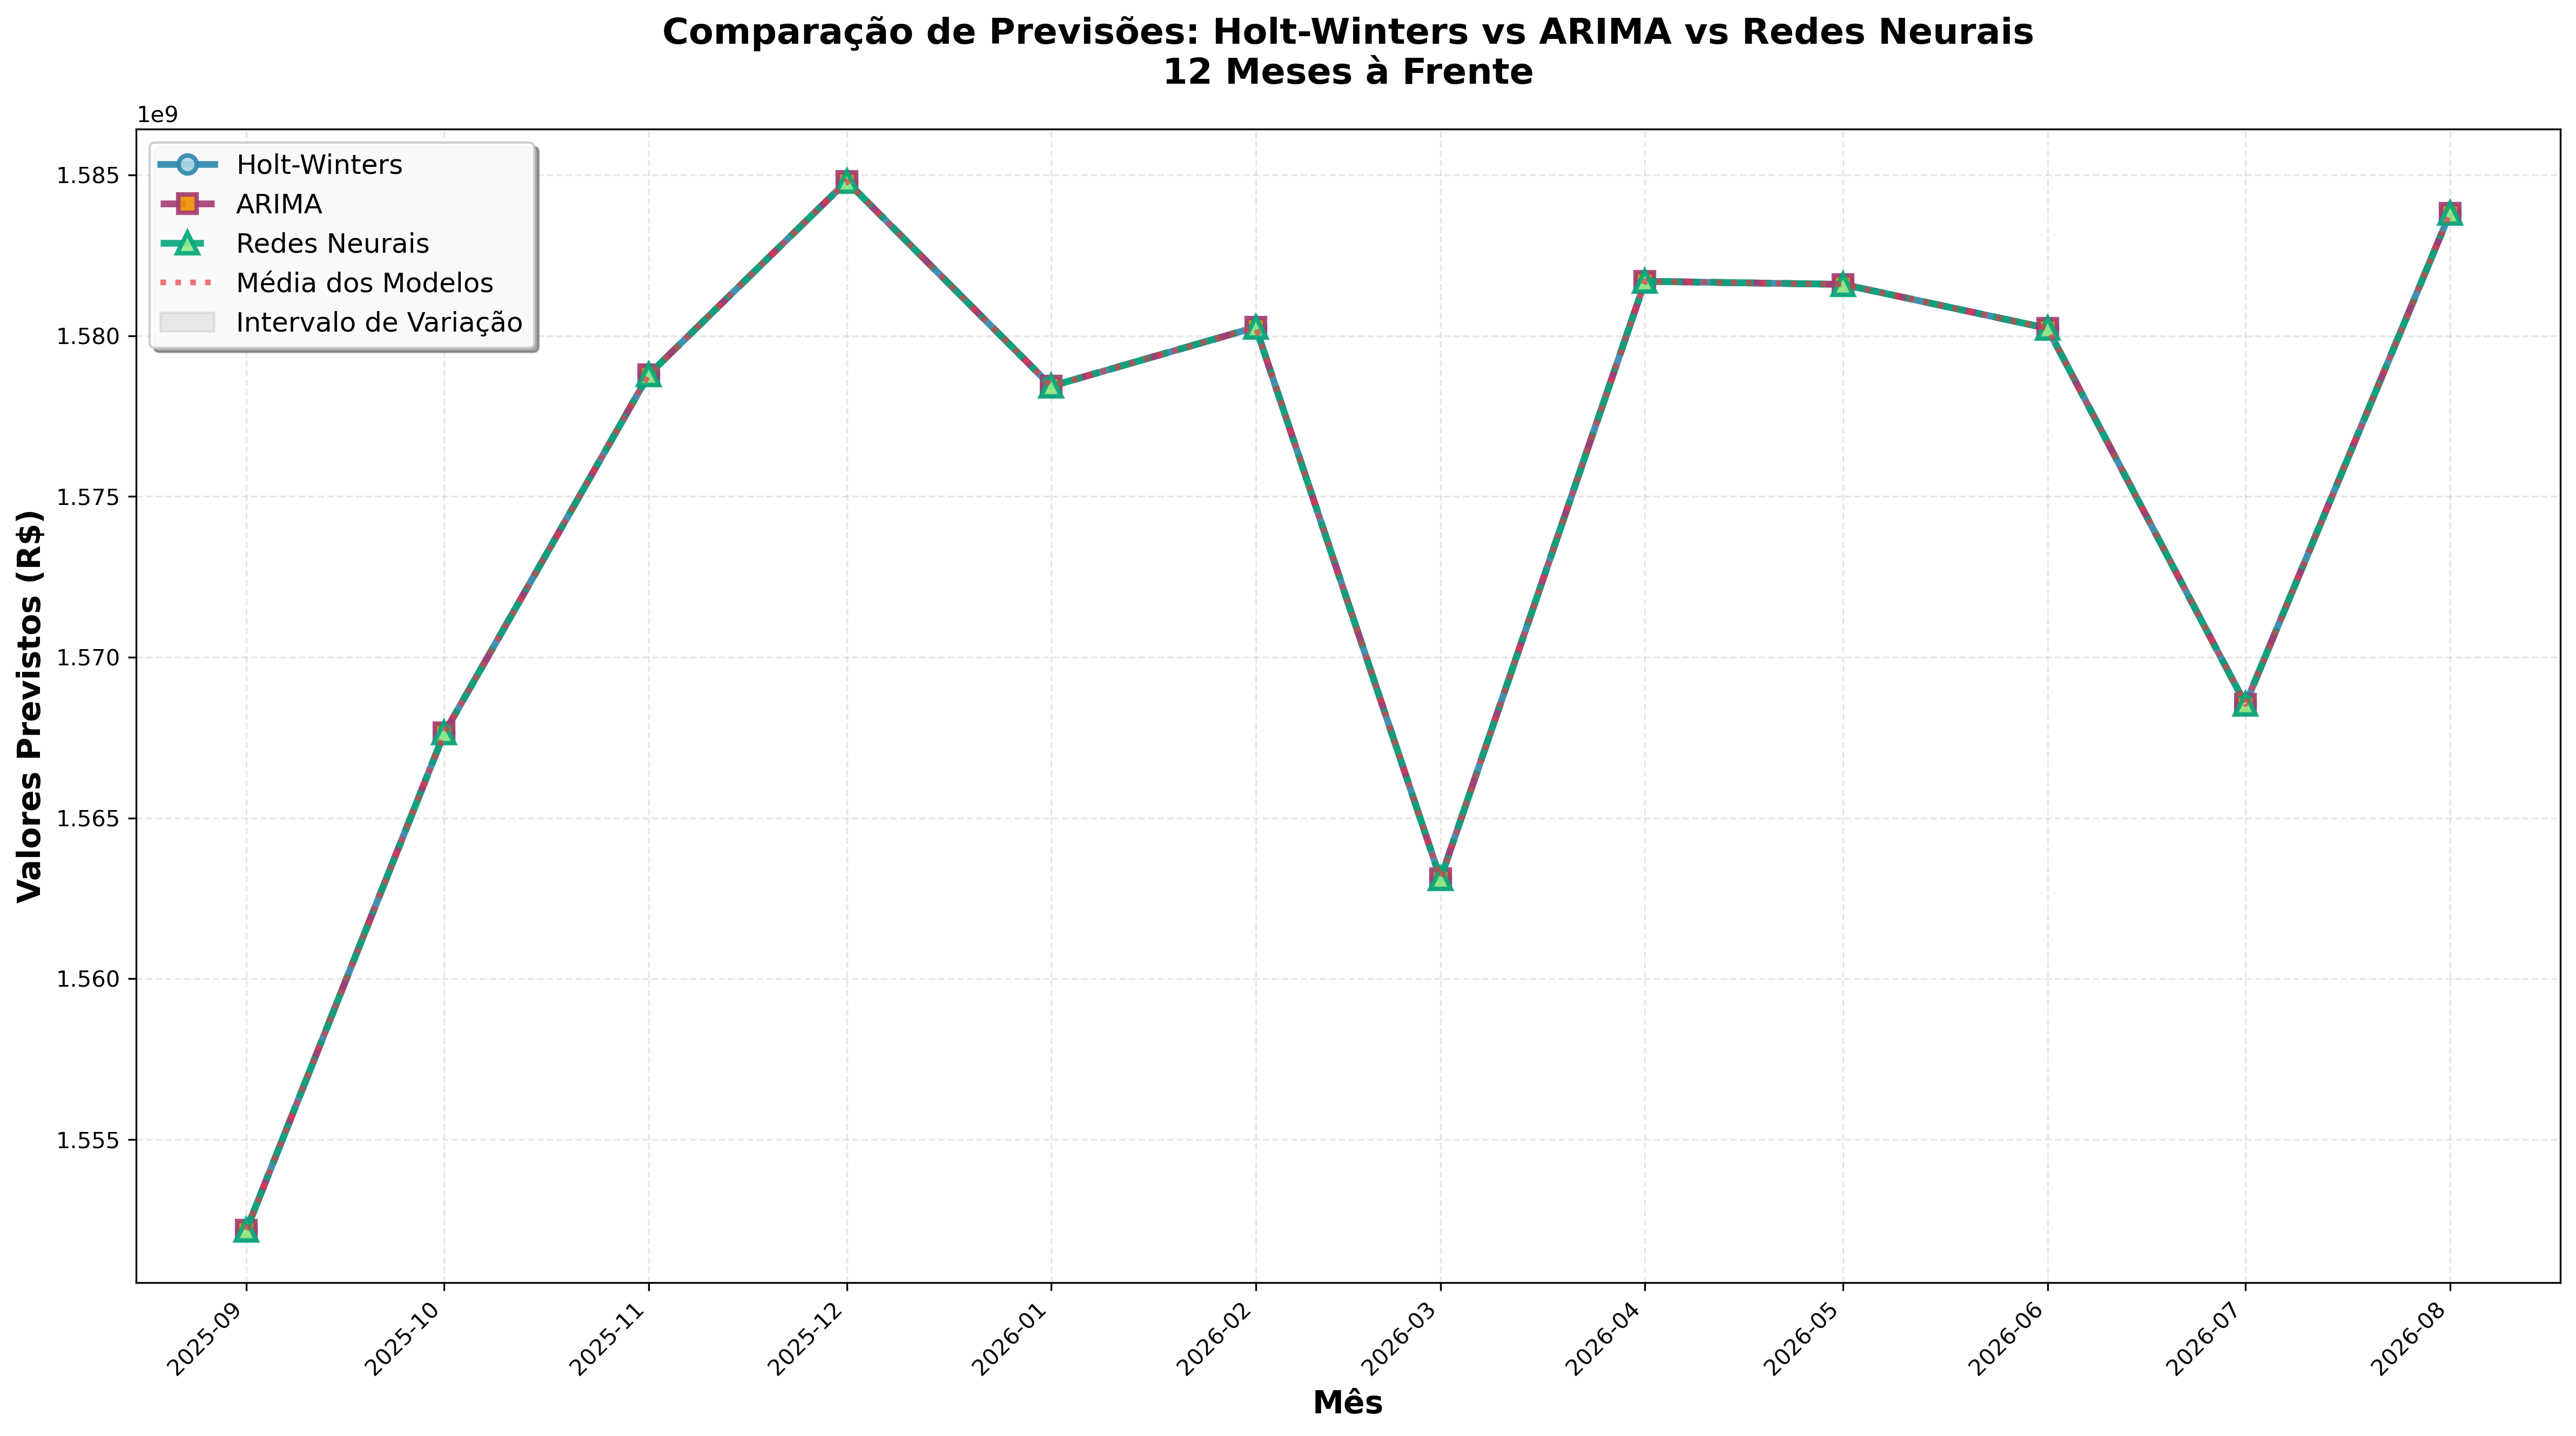 Comparação de Previsões: Holt-Winters vs ARIMA vs Redes Neurais
12 Meses à Frente
1e9
Holt-Winters
ARIMA
Redes Neurais
Média dos Modelos
Intervalo de Variação
1.585
1.580
1.575
1.570
1.565
1.560
1.555
Valores Previstos (R$)
2025-09
2025-10
2025-11
2025-12
2026-01
2026-02
2026-03
2026-04
2026-05
2026-06
2026-07
2026-08
Mês